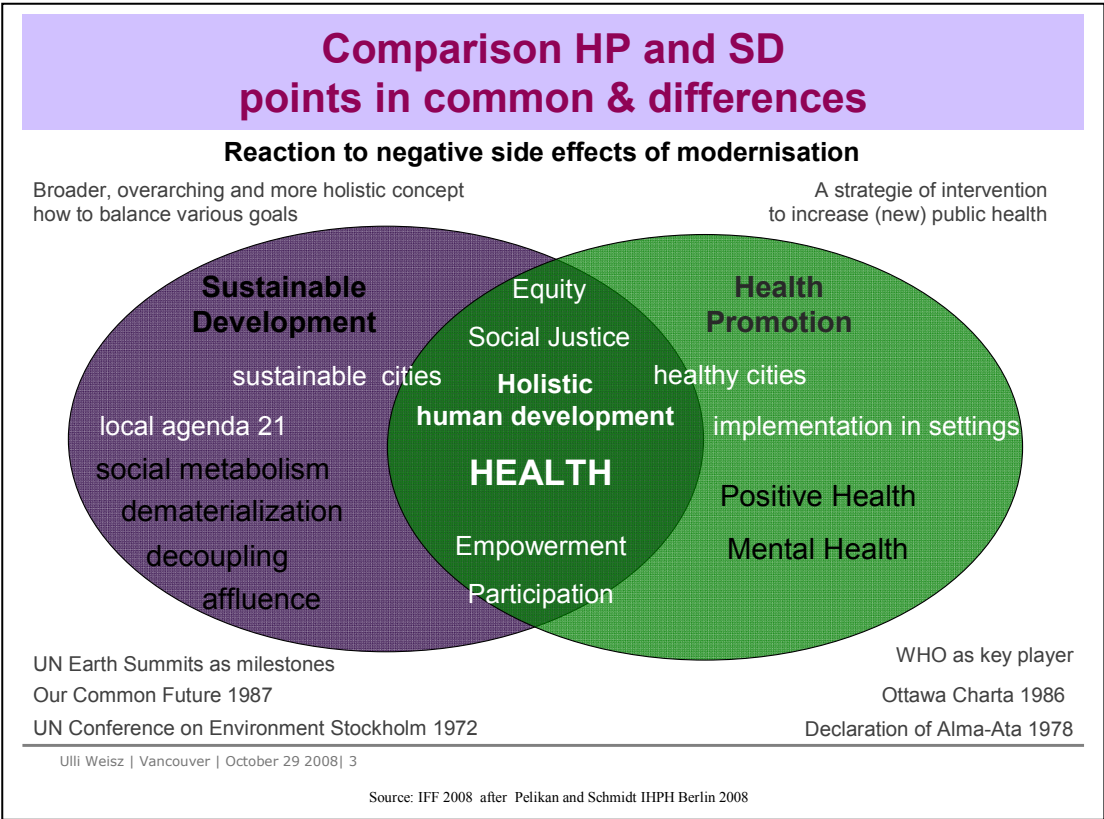 Comparison HP and SD
points in common & differences
Reaction to negative side effects of modernisation
Broader, overarching and more holistic concept
how to balance various goals
A strategie of intervention
to increase (new) public health
Sustainable
Development
sustainable cities
local agenda 21
social metabolism
dematerialization
decoupling
affluence
Equity
Social Justice
Holistic
human development
HEALTH
Empowerment
Participation
Health
Promotion
healthy cities
implementation in settings
Positive Health
Mental Health
UN Earth Summits as milestones
Our Common Future 1987
UN Conference on Environment Stockholm 1972
WHO as key player
Ottawa Charta 1986
Declaration of Alma-Ata 1978
Ulli Weisz | Vancouver | October 29 2008| 3
Source: IFF 2008 after Pelikan and Schmidt IHPH Berlin 2008